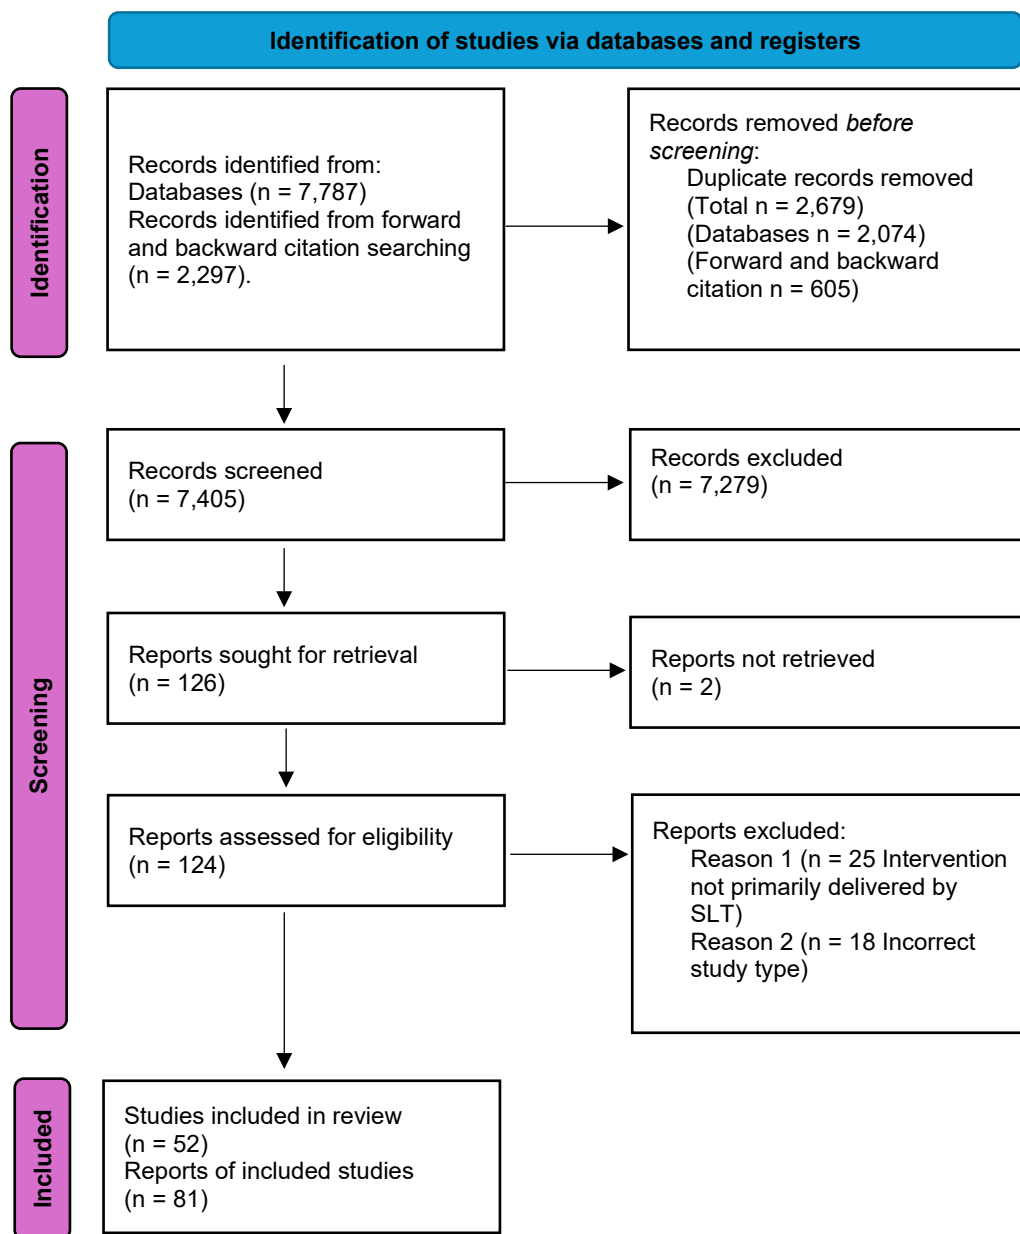 Identification of studies via databases and registers
Identification
Records identified from:
Databases (n = 7,787)
Records identified from forward
and backward citation searching
(n = 2,297).
Records removed before
screening:
Duplicate records removed
(Total n = 2,679)
(Databases n = 2,074)
(Forward and backward
citation n = 605)
Screening
Records screened
(n = 7,405)
Records excluded
(n = 7,279)
Reports sought for retrieval
(n = 126)
Reports not retrieved
(n = 2)
Reports assessed for eligibility
(n = 124)
Reports excluded:
Reason 1 (n = 25 Intervention
not primarily delivered by
SLT)
Reason 2 (n = 18 Incorrect
study type)
Included
Studies included in review
(n = 52)
Reports of included studies
(n = 81)